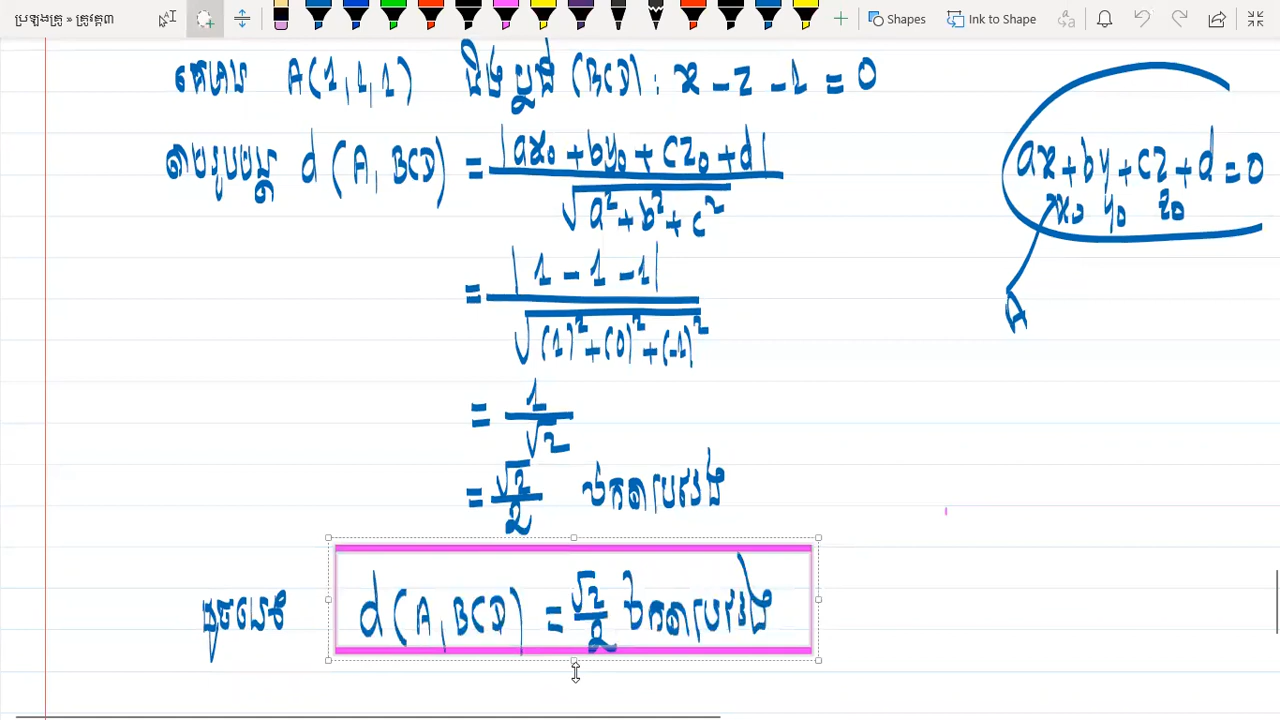 ប្រឡងគ្រូ » គ្រូវគ្គ៣
Shapes
Ink to Shape
គេមាន A(1,1,1) និងប្លង់ (BCD) : x - z - 1 = 0
តាមរូបមន្ត d(A, BCD) = |ax₀ + by₀ + cz₀ + d| / √(a² + b² + c²)
ax + by + cz + d = 0
x₀ y₀ z₀
A
= |1 - 1 - 1| / √((1)² + (0)² + (-1)²)
= 1/√2
= √2/2 ឯកតាប្រវែង
ដូចនេះ d(A, BCD) = √2/2 ឯកតាប្រវែង